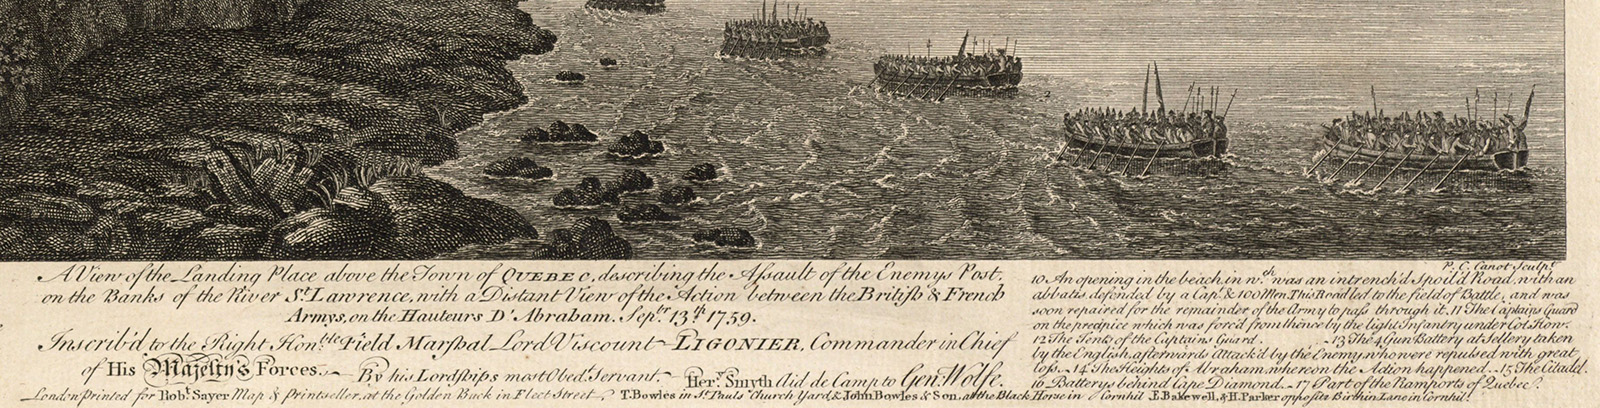 2
P. C. Canot Sculpt.
A View of the Landing Place above the Town of QUEBEC, describing the Aſsault of the Enemys Post,
on the Banks of the River St. Lawrence, with a Distant View of the Action between the Britiſh & French
Armys, on the Hauteurs D'Abraham. Sepr. 13th 1759.
Inscrib'd to the Right Honble. Field Marſhal Lord Viscount LIGONIER, Commander in Chief
of His Majeſty's Forces. By his Lordſhips most Obedt. Servant. Hery. Smyth Aid de Camp to Genl. Wolfe.
London Printed for Robt. Sayer Map & Printseller, at the Golden Buck in Fleet Street. T. Bowles in St. Pauls Church Yard, & John Bowles & Son, at the Black Horse in Cornhil. E. Bakewell, & H. Parker opposite Birthin Lane in Cornhil.
10 An opening in the beach, in wch. was an intrench'd Spoil'd Road, with an
abbatis, defended by a Capt. & 100 Men. This Road led to the field of Battle, and was
soon repaired for the remainder of the Army to paſs through it. 11 The Captains Guard
on the precipice which was forc'd from thence by the light Infantry under Col. How.
12 The Tents of the Captains Guard. 13 The 4 Gun Battery at Sellery taken
by the Engliſh, afterwards Attack'd by the Enemy, who were repulsed with great
loſs. 14 The Heights of Abraham, whereon the Action happened. 15 The Citadel.
16 Batterys behind Cape Diamond. 17 Part of the Ramports of Quebec.